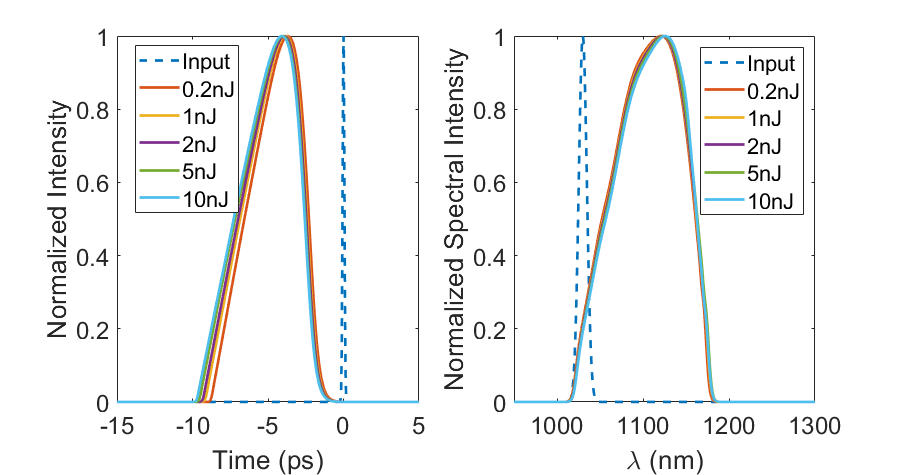 Normalized Intensity
1
0.8
0.6
0.4
0.2
0
-15
-10
-5
0
5
Time (ps)
Input
0.2nJ
1nJ
2nJ
5nJ
10nJ
Normalized Spectral Intensity
1
0.8
0.6
0.4
0.2
0
1000
1100
1200
1300
λ (nm)
Input
0.2nJ
1nJ
2nJ
5nJ
10nJ